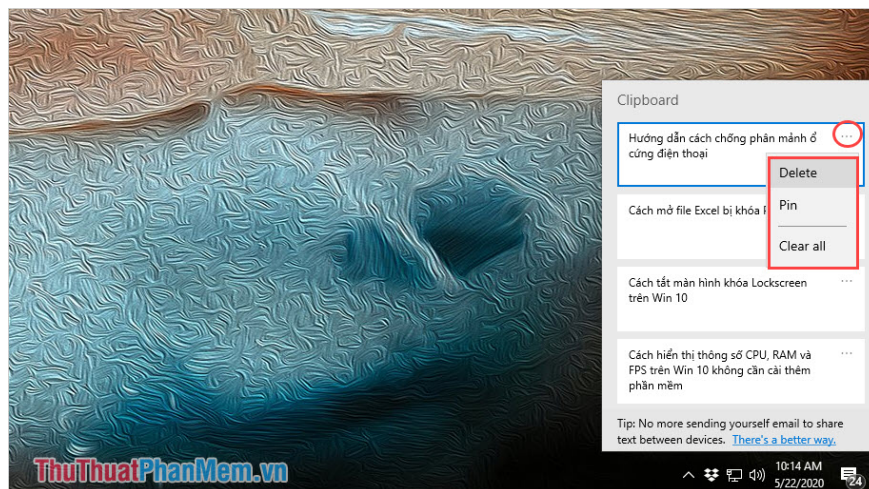 Clipboard
Hướng dẫn cách chống phân mảnh ổ
cứng điện thoại
Delete
Pin
Clear all
Cách mở file Excel bị khóa
Cách tắt màn hình khóa Lockscreen
trên Win 10
Cách hiển thị thông số CPU, RAM và
FPS trên Win 10 không cần cài thêm
phần mềm
Tip: No more sending yourself email to share
text between devices. There's a better way.
ThuThuatPhanMem.vn
10:14 AM
5/22/2020
24